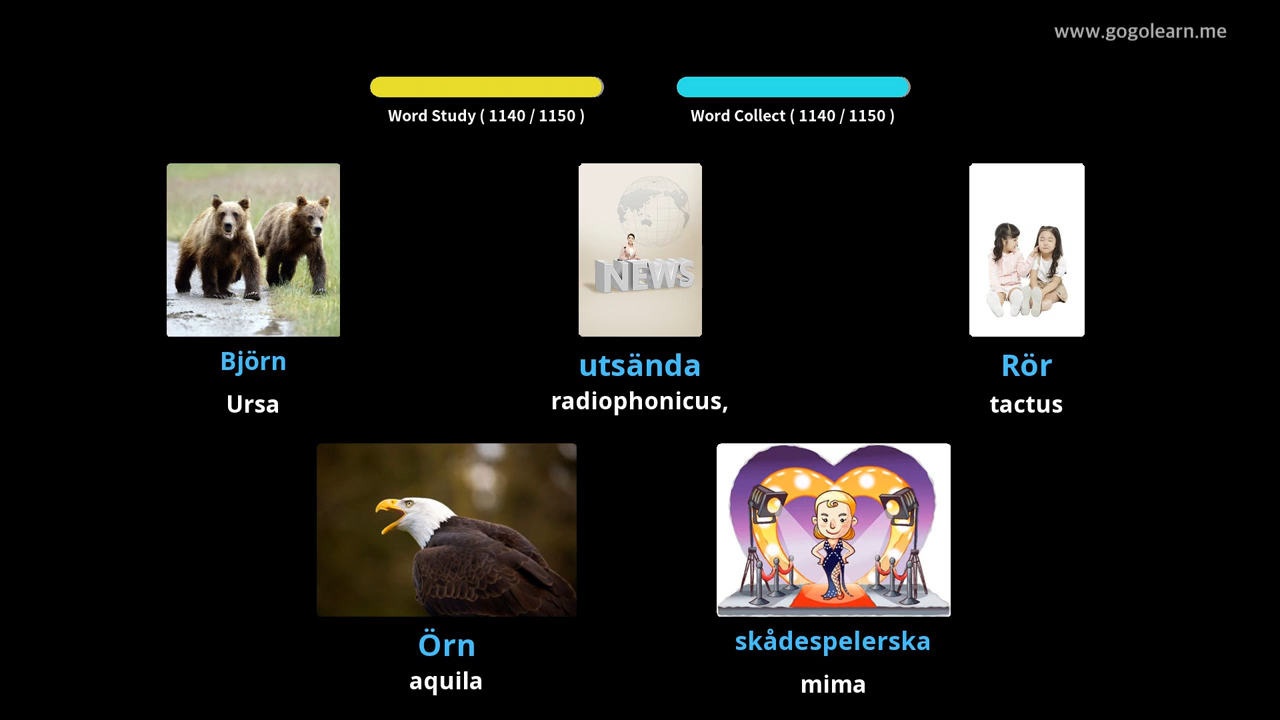 www.gogolearn.me
Word Study ( 1140 / 1150 )
Word Collect ( 1140 / 1150 )
NEWS
Björn
utsända
Rör
Ursa
radiophonicus,
tactus
Örn
skådespelerska
aquila
mima